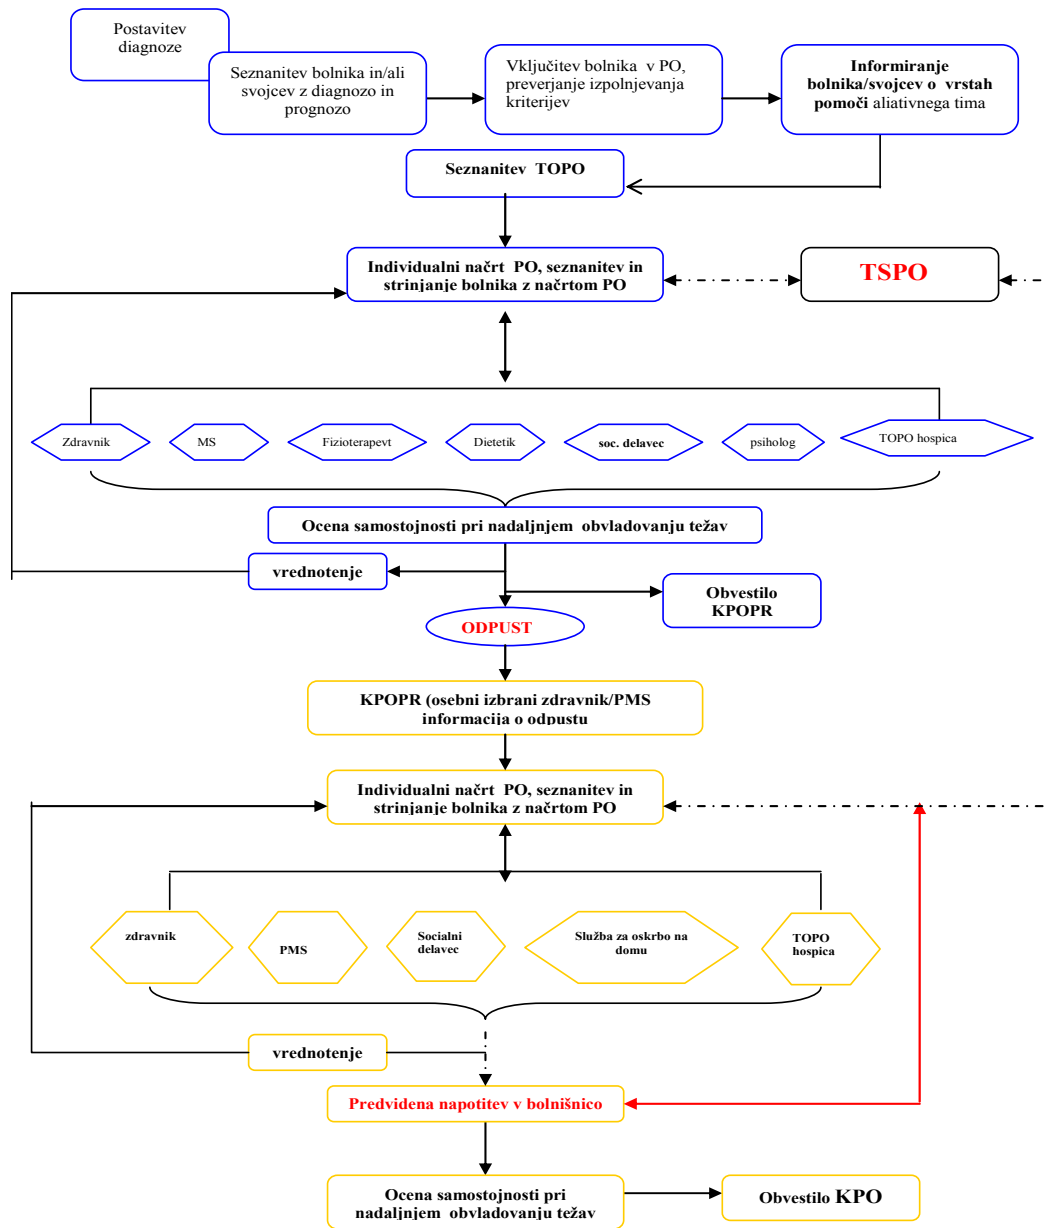 Postavitev
diagnoze
Seznanitev bolnika in/ali
svojcev z diagnozo in
prognozo
Vključitev bolnika v PO,
preverjanje izpolnjevanja
kriterijev
Informiranje
bolnika/svojcev o vrstah
pomoči aliativnega tima
Seznanitev TOPO
Individualni načrt PO, seznanitev in
strinjanje bolnika z načrtom PO
TSPO
Zdravnik
MS
Fizioterapevt
Dietetik
soc. delavec
psiholog
TOPO hospica
Ocena samostojnosti pri nadaljnjem obvladovanju težav
vrednotenje
Obvestilo
KPOPR
ODPUST
KPOPR (osebni izbrani zdravnik/PMS
informacija o odpustu
Individualni načrt PO, seznanitev in
strinjanje bolnika z načrtom PO
zdravnik
PMS
Socialni
delavec
Služba za oskrbo na
domu
TOPO
hospica
vrednotenje
Predvidena napotitev v bolnišnico
Ocena samostojnosti pri
nadaljnjem obvladovanju težav
Obvestilo KPO